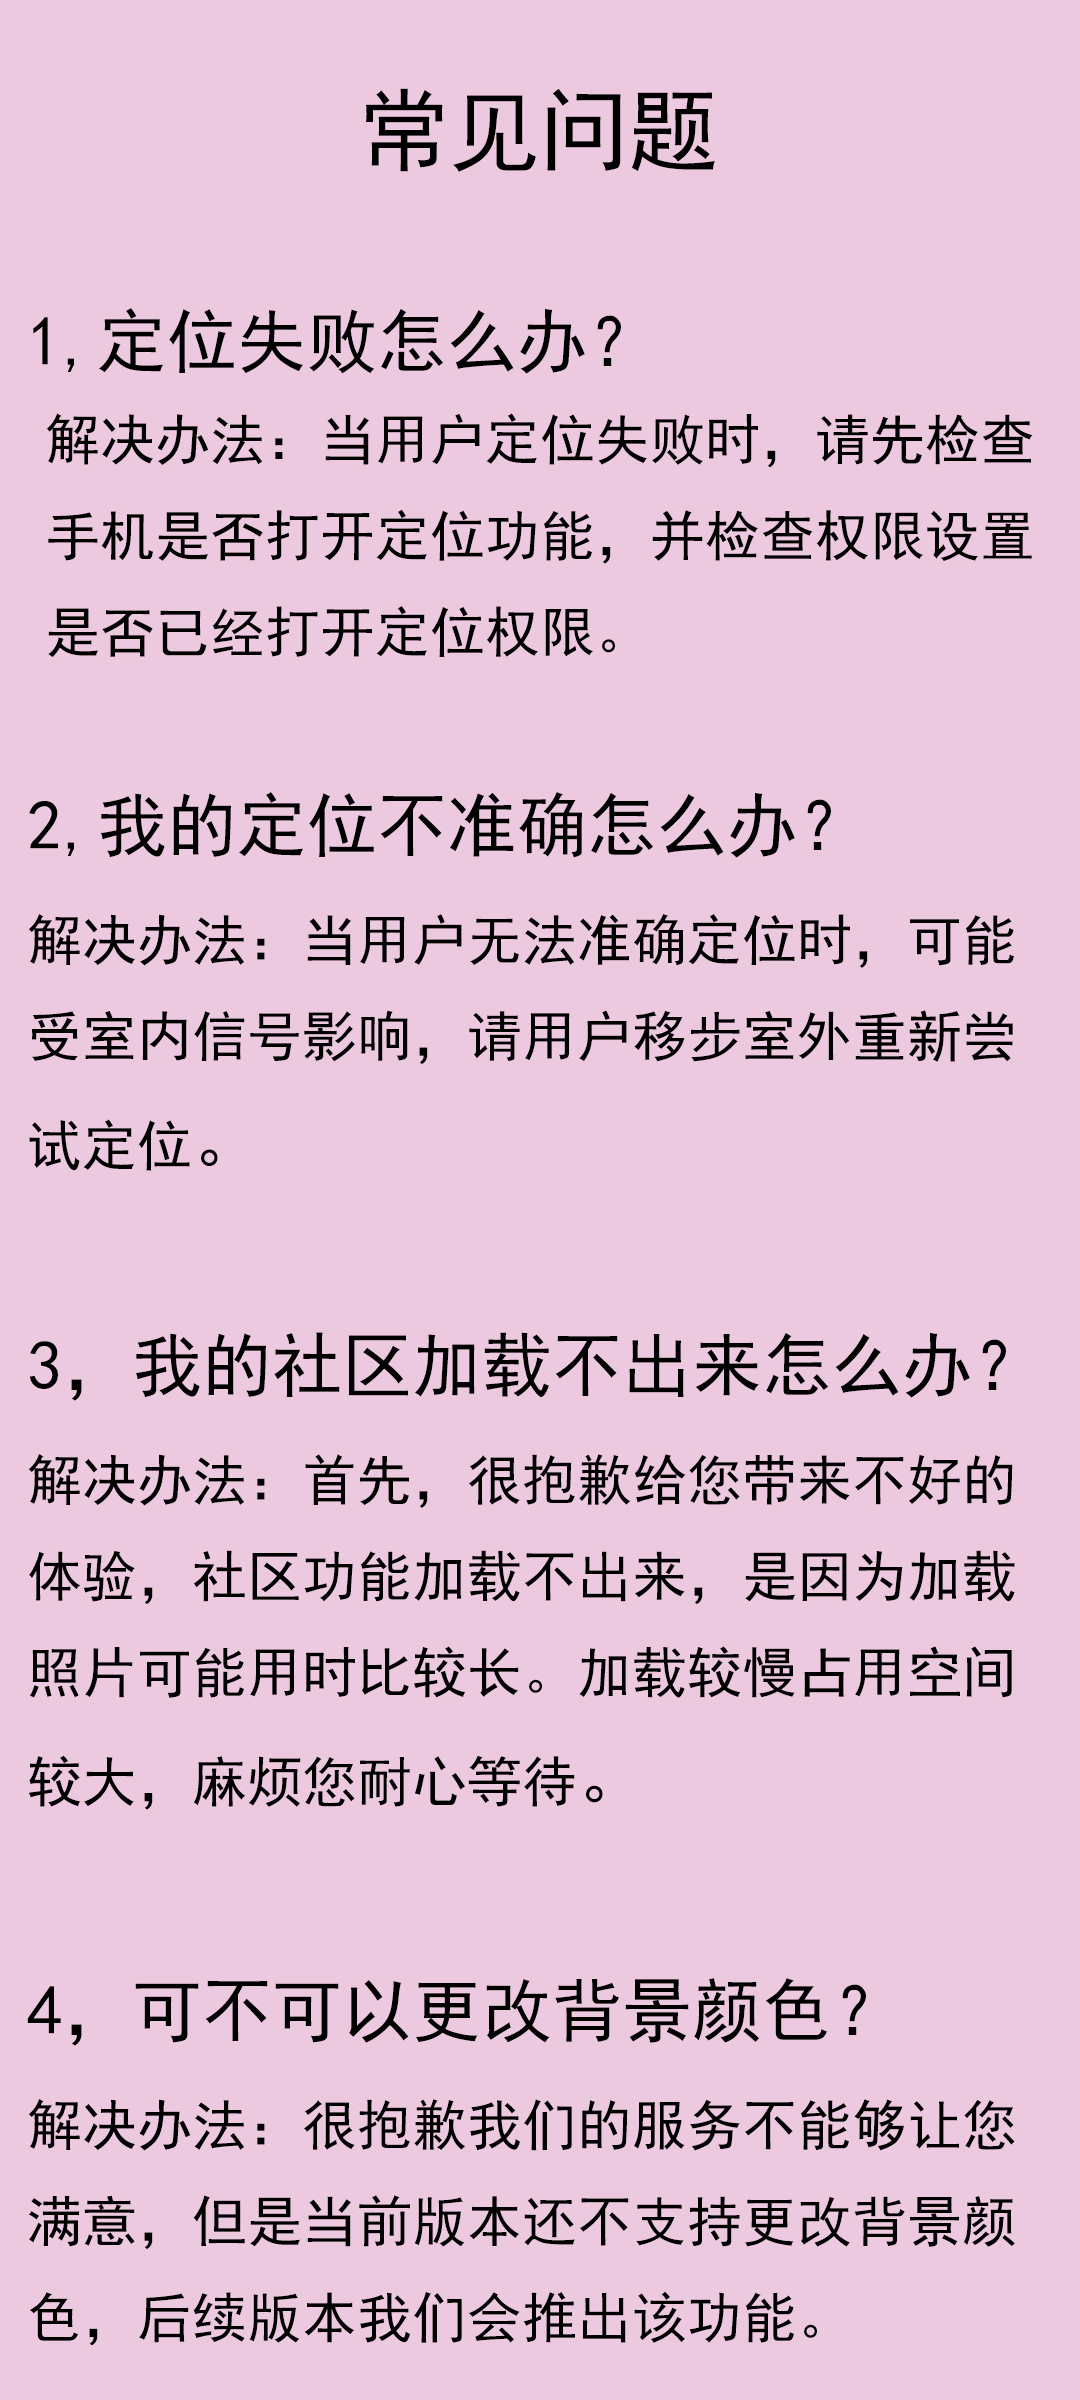 常见问题
1,定位失败怎么办?
解决办法：当用户定位失败时，请先检查
手机是否打开定位功能，并检查权限设置
是否已经打开定位权限。
2,我的定位不准确怎么办?
解决办法：当用户无法准确定位时，可能
受室内信号影响，请用户移步室外重新尝
试定位。
3，我的社区加载不出来怎么办?
解决办法：首先，很抱歉给您带来不好的
体验，社区功能加载不出来，是因为加载
照片可能用时比较长。加载较慢占用空间
较大，麻烦您耐心等待。
4，可不可以更改背景颜色?
解决办法：很抱歉我们的服务不能够让您
满意，但是当前版本还不支持更改背景颜
色，后续版本我们会推出该功能。